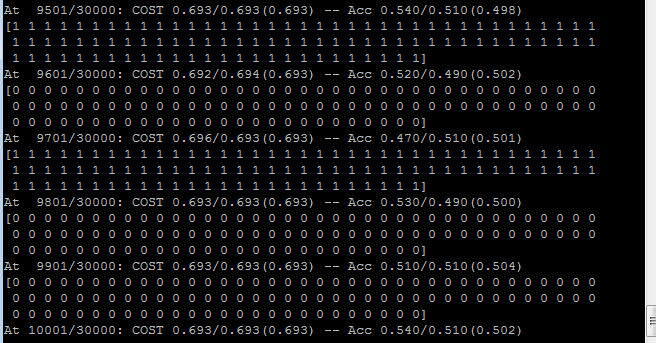 At  9501/30000: COST 0.693/0.693(0.693) -- Acc 0.540/0.510(0.498)
[1 1 1 1 1 1 1 1 1 1 1 1 1 1 1 1 1 1 1 1 1 1 1 1 1 1 1 1 1 1 1 1 1 1 1 1 1
 1 1 1 1 1 1 1 1 1 1 1 1 1 1 1 1 1 1 1 1 1 1 1 1 1 1 1 1 1 1 1 1 1 1 1 1 1
 1 1 1 1 1 1 1 1 1 1 1 1 1 1 1 1 1 1 1 1 1 1 1 1 1 1]
At  9601/30000: COST 0.692/0.694(0.693) -- Acc 0.520/0.490(0.502)
[0 0 0 0 0 0 0 0 0 0 0 0 0 0 0 0 0 0 0 0 0 0 0 0 0 0 0 0 0 0 0 0 0 0 0 0 0
 0 0 0 0 0 0 0 0 0 0 0 0 0 0 0 0 0 0 0 0 0 0 0 0 0 0 0 0 0 0 0 0 0 0 0 0 0
 0 0 0 0 0 0 0 0 0 0 0 0 0 0 0 0 0 0 0 0 0 0 0 0 0 0]
At  9701/30000: COST 0.696/0.693(0.693) -- Acc 0.470/0.510(0.501)
[1 1 1 1 1 1 1 1 1 1 1 1 1 1 1 1 1 1 1 1 1 1 1 1 1 1 1 1 1 1 1 1 1 1 1 1 1
 1 1 1 1 1 1 1 1 1 1 1 1 1 1 1 1 1 1 1 1 1 1 1 1 1 1 1 1 1 1 1 1 1 1 1 1 1
 1 1 1 1 1 1 1 1 1 1 1 1 1 1 1 1 1 1 1 1 1 1 1 1 1 1]
At  9801/30000: COST 0.693/0.693(0.693) -- Acc 0.530/0.490(0.500)
[0 0 0 0 0 0 0 0 0 0 0 0 0 0 0 0 0 0 0 0 0 0 0 0 0 0 0 0 0 0 0 0 0 0 0 0 0
 0 0 0 0 0 0 0 0 0 0 0 0 0 0 0 0 0 0 0 0 0 0 0 0 0 0 0 0 0 0 0 0 0 0 0 0 0
 0 0 0 0 0 0 0 0 0 0 0 0 0 0 0 0 0 0 0 0 0 0 0 0 0 0]
At  9901/30000: COST 0.693/0.693(0.693) -- Acc 0.510/0.510(0.504)
[0 0 0 0 0 0 0 0 0 0 0 0 0 0 0 0 0 0 0 0 0 0 0 0 0 0 0 0 0 0 0 0 0 0 0 0 0
 0 0 0 0 0 0 0 0 0 0 0 0 0 0 0 0 0 0 0 0 0 0 0 0 0 0 0 0 0 0 0 0 0 0 0 0 0
 0 0 0 0 0 0 0 0 0 0 0 0 0 0 0 0 0 0 0 0 0 0 0 0 0 0]
At 10001/30000: COST 0.693/0.693(0.693) -- Acc 0.540/0.510(0.502)